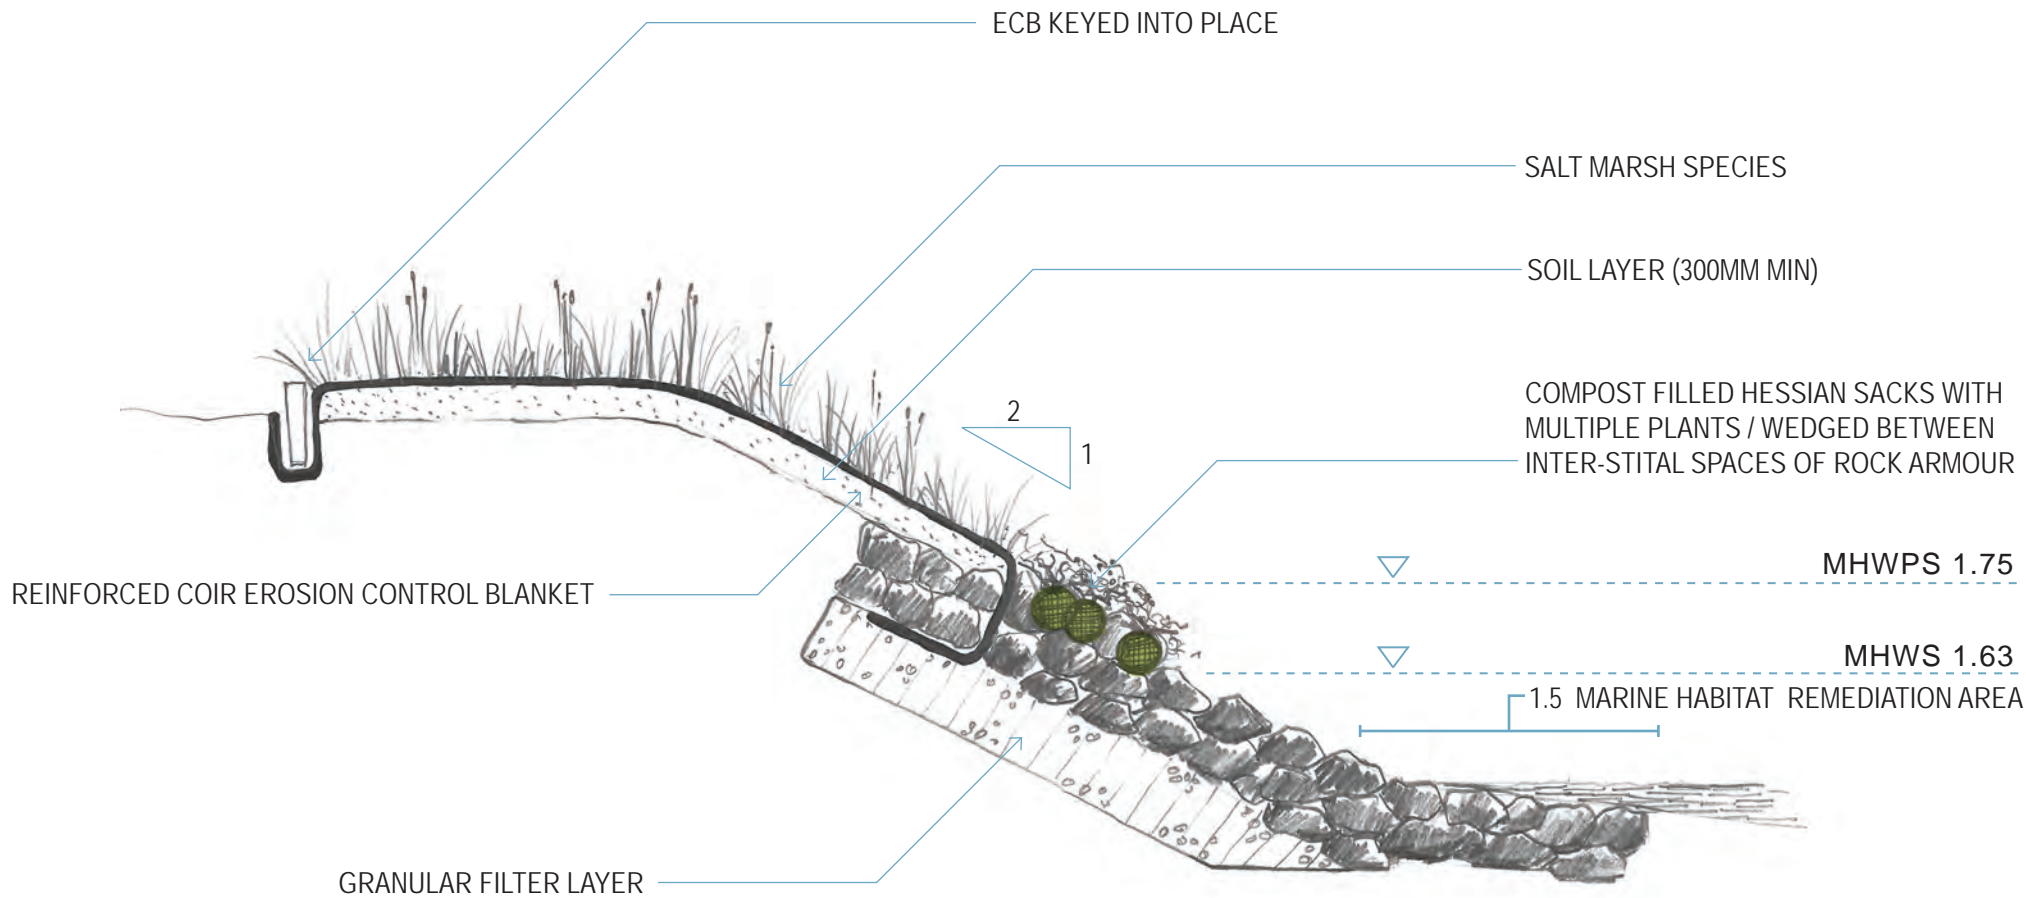 ECB KEYED INTO PLACE
SALT MARSH SPECIES
SOIL LAYER (300MM MIN)
COMPOST FILLED HESSIAN SACKS WITH
MULTIPLE PLANTS / WEDGED BETWEEN
INTER-STITAL SPACES OF ROCK ARMOUR
2
1
MHWPS 1.75
REINFORCED COIR EROSION CONTROL BLANKET
MHWS 1.63
1.5 MARINE HABITAT REMEDIATION AREA
GRANULAR FILTER LAYER